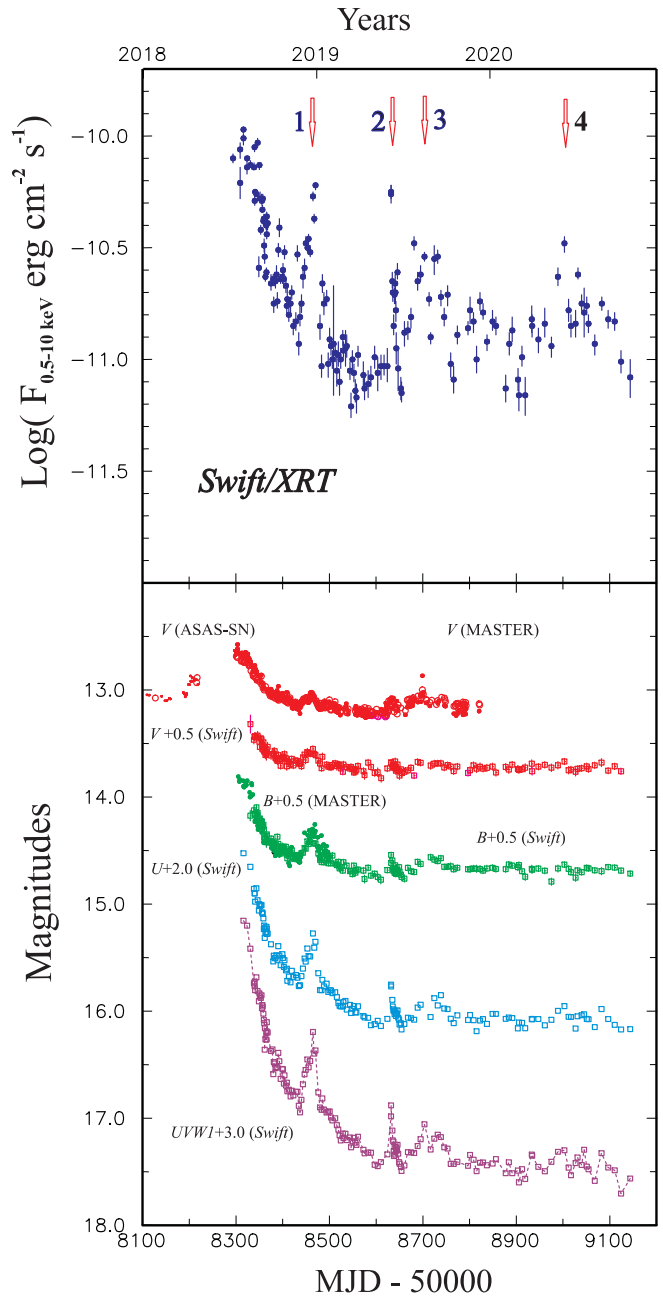 Years
2018 2019 2020
1 2 3 4
−10.0
−10.5
−11.0
−11.5
Log( F0.5-10 keV erg cm-2 s-1)
Swift/XRT
V (ASAS-SN) V (MASTER)
13.0
V+0.5 (Swift)
14.0
B+0.5 (MASTER)
B+0.5 (Swift)
U+2.0 (Swift)
15.0
16.0
17.0
UVW1+3.0 (Swift)
18.0
Magnitudes
8100 8300 8500 8700 8900 9100
MJD - 50000